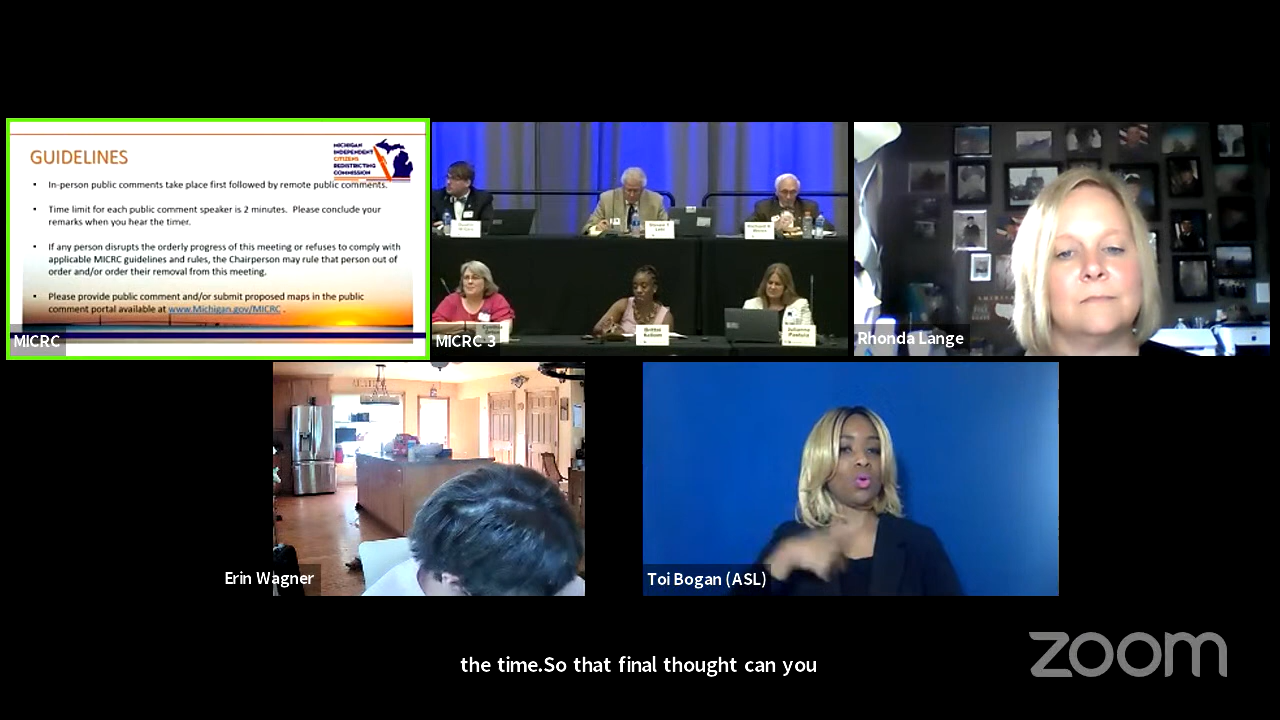 GUIDELINES
MICHIGAN
INDEPENDENT
CITIZENS
REDISTRICTING
COMMISSION
• In-person public comments take place first followed by remote public comments.
• Time limit for each public comment speaker is 2 minutes. Please conclude your
remarks when you hear the timer.
• If any person disrupts the orderly progress of this meeting or refuses to comply with
applicable MICRC guidelines and rules, the Chairperson may rule that person out of
order and/or order their removal from this meeting.
• Please provide public comment and/or submit proposed maps in the public
comment portal available at www.Michigan.gov/MICRC .
MICRC
MICRC 3
Rhonda Lange
Erin Wagner
Toi Bogan (ASL)
the time.So that final thought can you
zoom